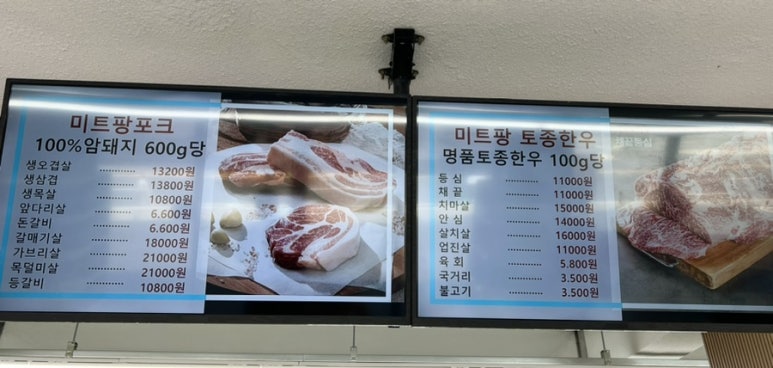 미트팡포크
100%암돼지 600g당
생오겹살 ............ 13200원
생삼겹 ............ 13800원
생목살 ............ 10800원
앞다리살 ............ 6.600원
돈갈비 ............ 6.600원
갈매기살 ............ 18000원
가브리살 ............ 21000원
목덜미살 ............ 21000원
등갈비 ............ 10800원
미트팡 토종한우
명품토종한우 100g당
등 심 ............ 11000원
채 끝 ............ 11000원
치마살 ............ 15000원
안 심 ............ 14000원
살치살 ............ 16000원
업진살 ............ 11000원
육 회 ............ 5.800원
국거리 ............ 3.500원
불고기 ............ 3.500원
채끝등심